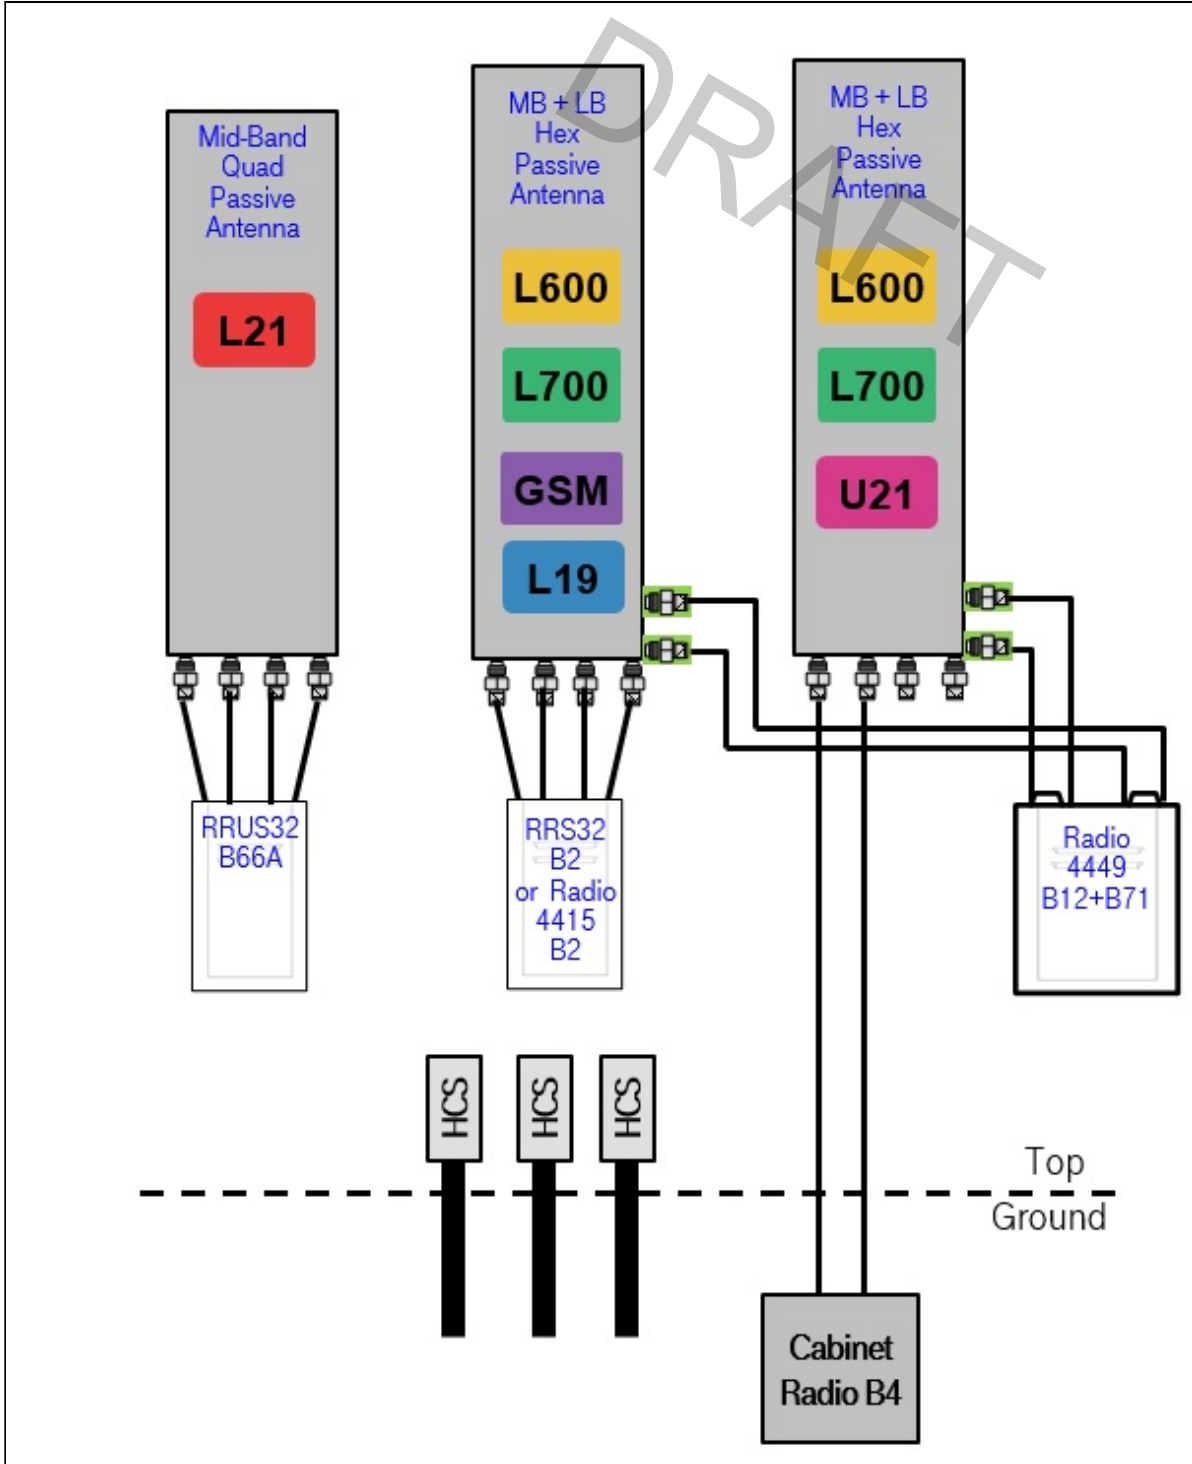 DRAFT
Mid-Band
Quad
Passive
Antenna
L21
MB + LB
Hex
Passive
Antenna
L600
L700
GSM
L19
MB + LB
Hex
Passive
Antenna
L600
L700
U21
RRUS32
B66A
RRS32
B2
or Radio
4415
B2
Radio
4449
B12+B71
HCS
HCS
HCS
Top
Ground
Cabinet
Radio B4